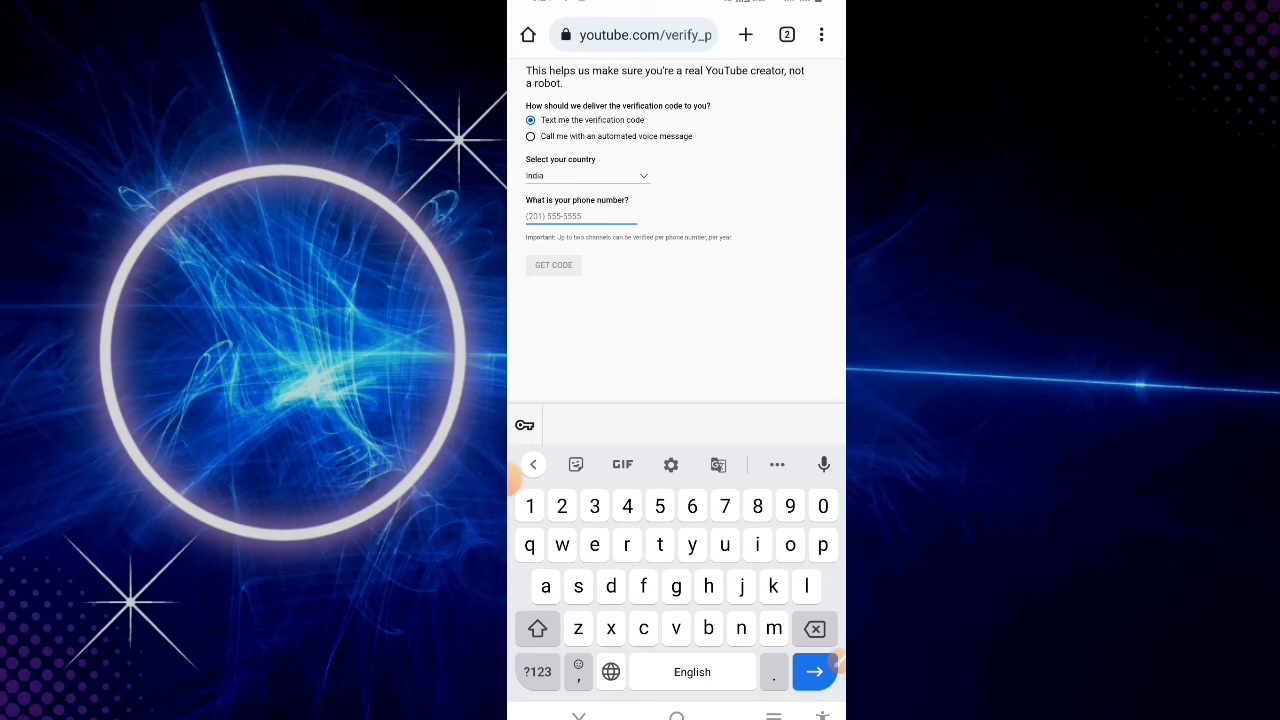 youtube.com/verify_p
2
This helps us make sure you're a real YouTube creator, not
a robot.
How should we deliver the verification code to you?
Text me the verification code
Call me with an automated voice message
Select your country
India
What is your phone number?
(201) 555-5555
Important: Up to two channels can be verified per phone number, per year.
GET CODE
GIF
1 2 3 4 5 6 7 8 9 0
q w e r t y u i o p
a s d f g h j k l
z x c v b n m
?123 , English .